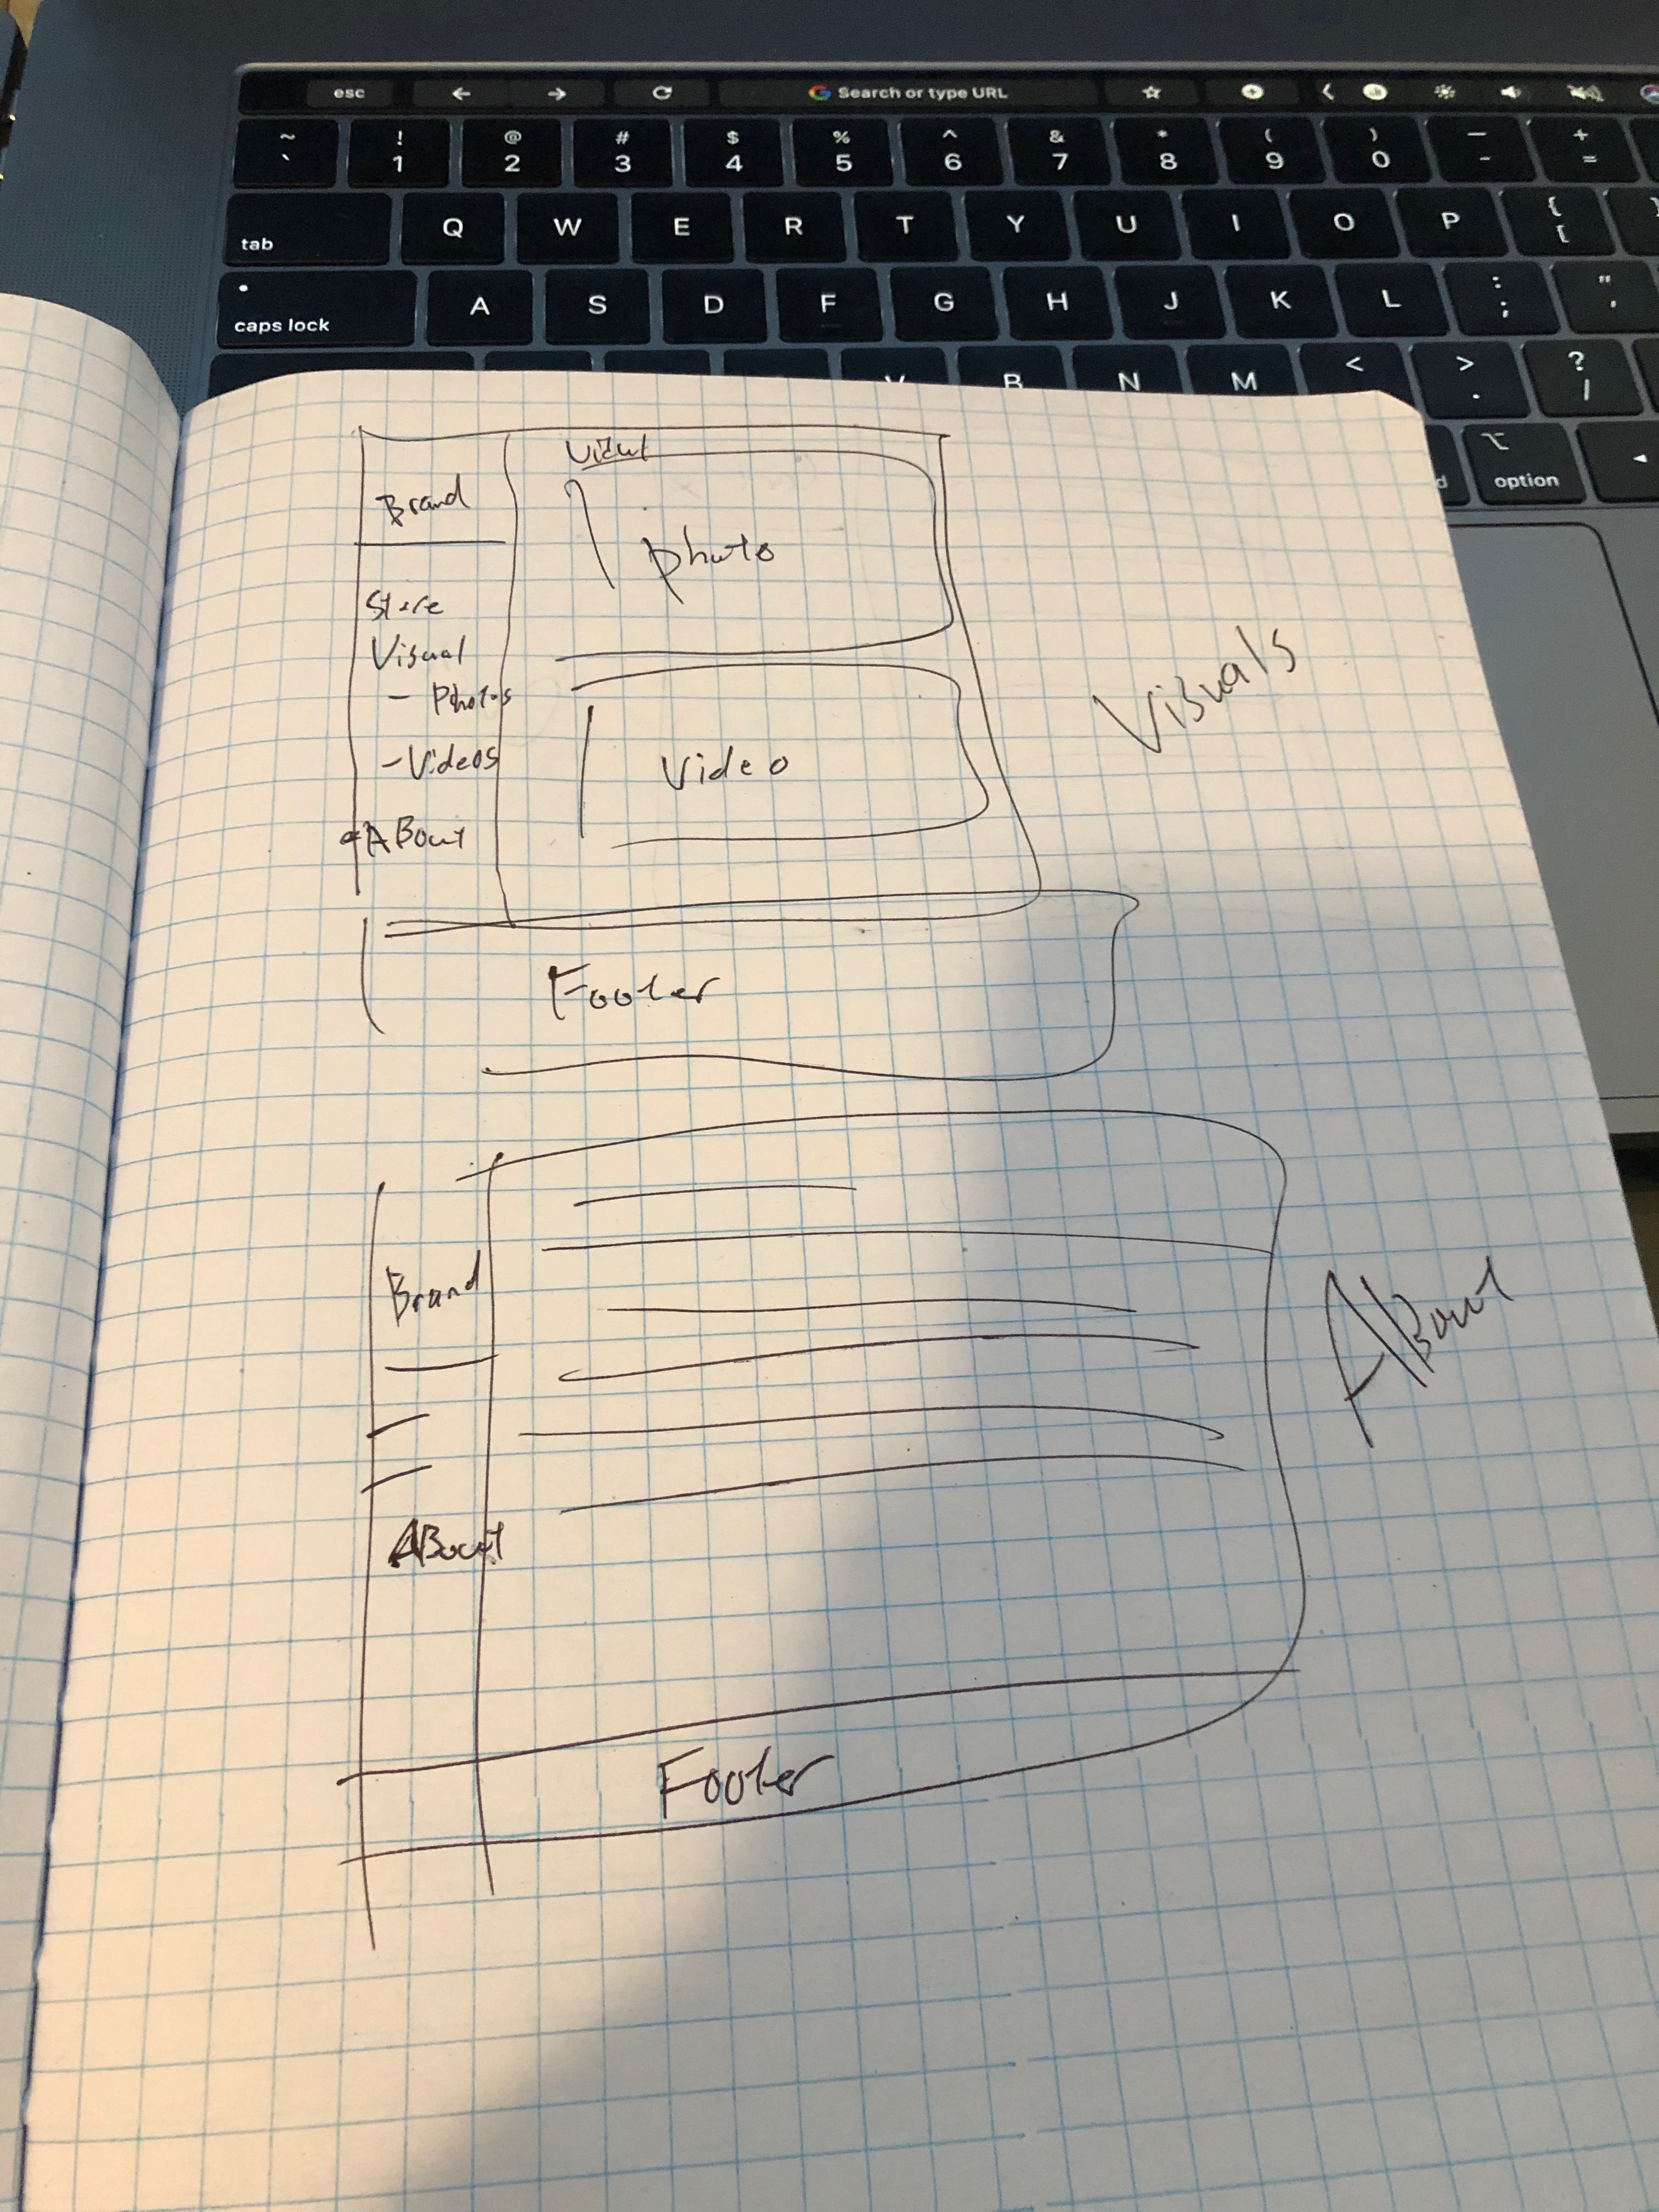 esc ← → Search or type URL
~ ! @ # $ % ^ & * ( ) — +
` 1 2 3 4 5 6 7 8 9 0 - =
tab Q W E R T Y U I O P { [
caps lock A S D F G H J K L : ; " '
V B N M < > . ? /
option
Brand
Photo
Store
Visual
- Photos
- Videos
Video
ABout
Visuals
Footer
Brand
ABout
ABout
Footer